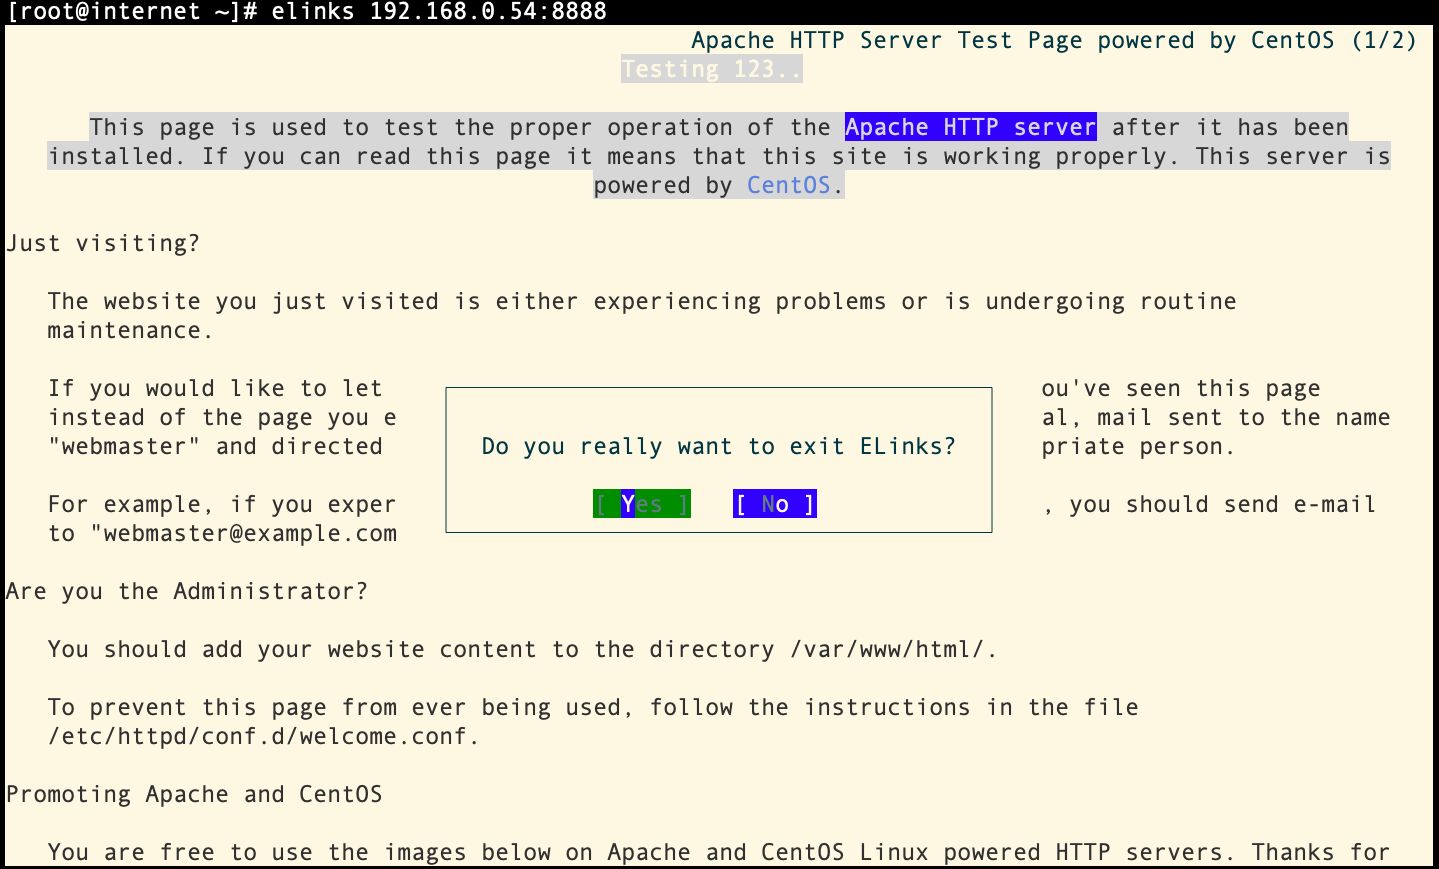 [root@internet ~]# elinks 192.168.0.54:8888
Apache HTTP Server Test Page powered by CentOS (1/2)
Testing 123..
This page is used to test the proper operation of the Apache HTTP server after it has been
installed. If you can read this page it means that this site is working properly. This server is
powered by CentOS.
Just visiting?
The website you just visited is either experiencing problems or is undergoing routine
maintenance.
If you would like to let ou've seen this page
instead of the page you e al, mail sent to the name
"webmaster" and directed priate person.
Do you really want to exit ELinks?
[ Yes ] [ No ]
For example, if you exper , you should send e-mail
to "webmaster@example.com
Are you the Administrator?
You should add your website content to the directory /var/www/html/.
To prevent this page from ever being used, follow the instructions in the file
/etc/httpd/conf.d/welcome.conf.
Promoting Apache and CentOS
You are free to use the images below on Apache and CentOS Linux powered HTTP servers. Thanks for